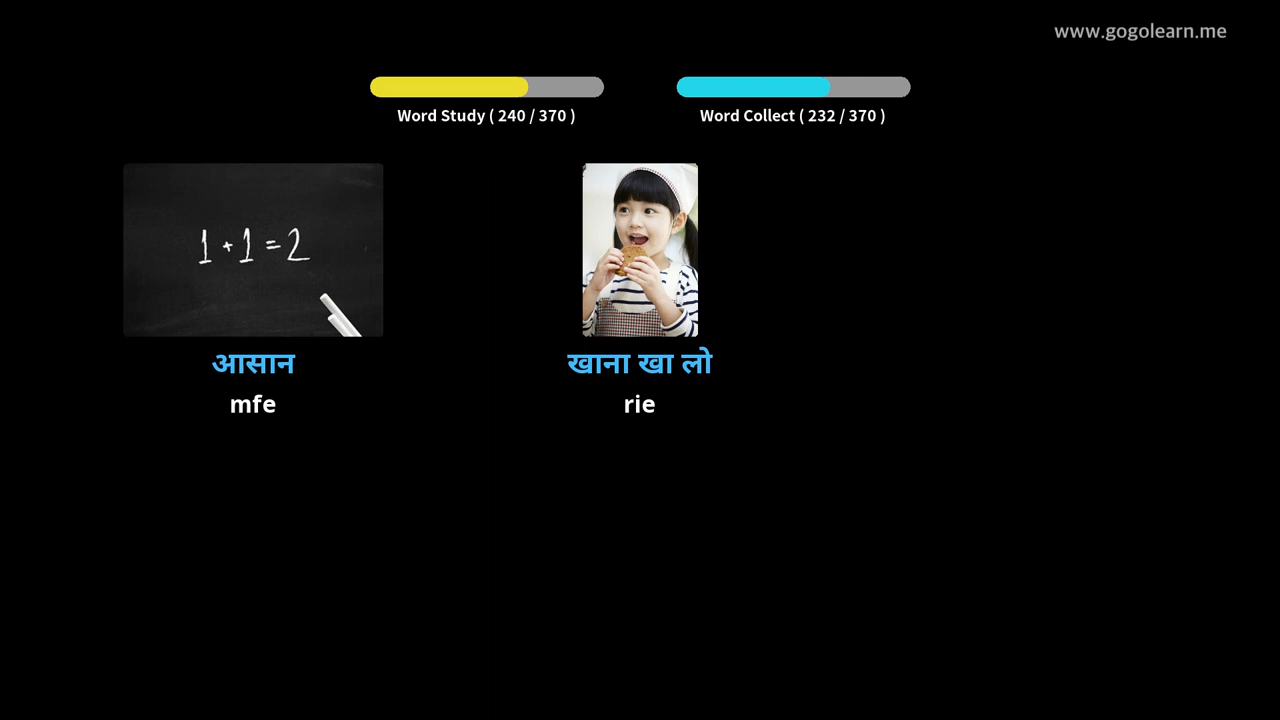 www.gogolearn.me
Word Study ( 240 / 370 )
Word Collect ( 232 / 370 )
1 + 1 = 2
आसान
खाना खा लो
mfe
rie